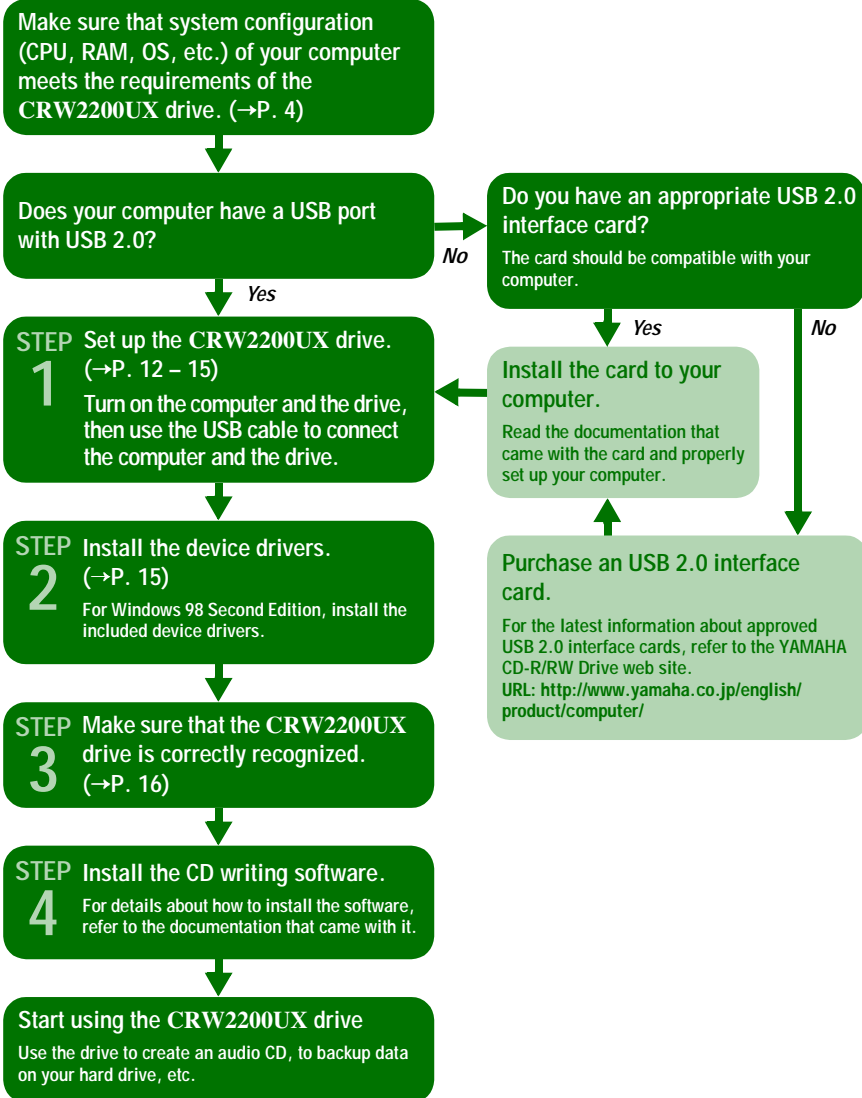 Make sure that system configuration
(CPU, RAM, OS, etc.) of your computer
meets the requirements of the
CRW2200UX drive. (→P. 4)
Does your computer have a USB port
with USB 2.0?
No
Do you have an appropriate USB 2.0
interface card?
The card should be compatible with your
computer.
Yes
Yes
No
STEP
1
Set up the CRW2200UX drive.
(→P. 12 – 15)
Turn on the computer and the drive,
then use the USB cable to connect
the computer and the drive.
Install the card to your
computer.
Read the documentation that
came with the card and properly
set up your computer.
STEP
2
Install the device drivers.
(→P. 15)
For Windows 98 Second Edition, install the
included device drivers.
Purchase an USB 2.0 interface
card.
For the latest information about approved
USB 2.0 interface cards, refer to the YAMAHA
CD-R/RW Drive web site.
URL: http://www.yamaha.co.jp/english/
product/computer/
STEP
3
Make sure that the CRW2200UX
drive is correctly recognized.
(→P. 16)
STEP
4
Install the CD writing software.
For details about how to install the software,
refer to the documentation that came with it.
Start using the CRW2200UX drive
Use the drive to create an audio CD, to backup data
on your hard drive, etc.